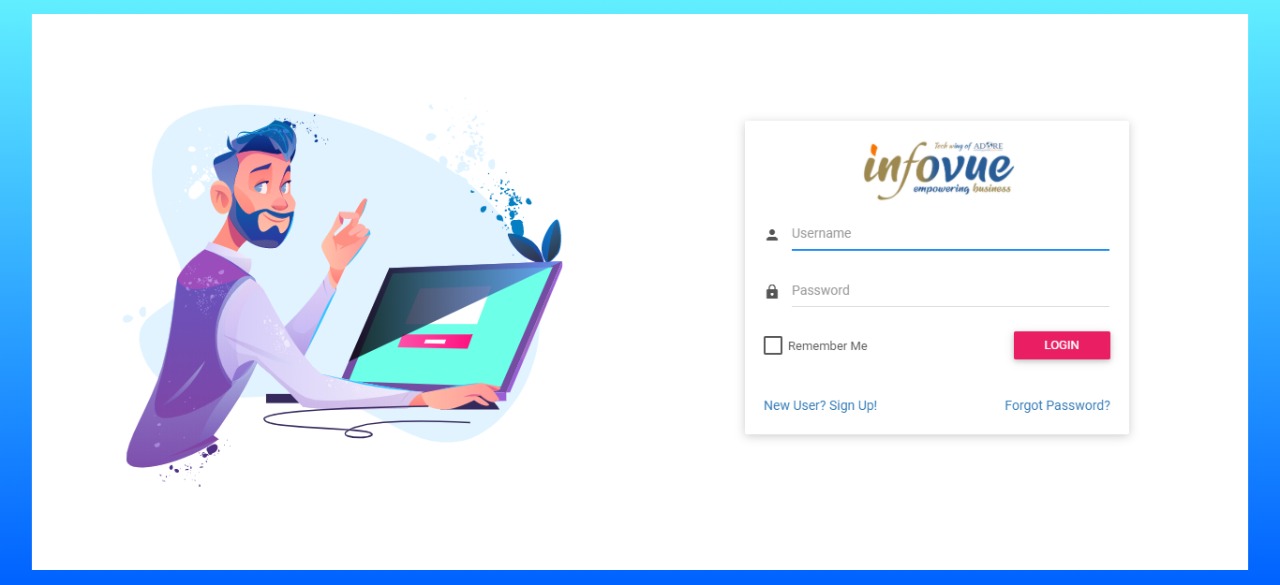 Tech wing of ADORE
infovue
empowering business
Username
Password
Remember Me
LOGIN
New User? Sign Up!
Forgot Password?